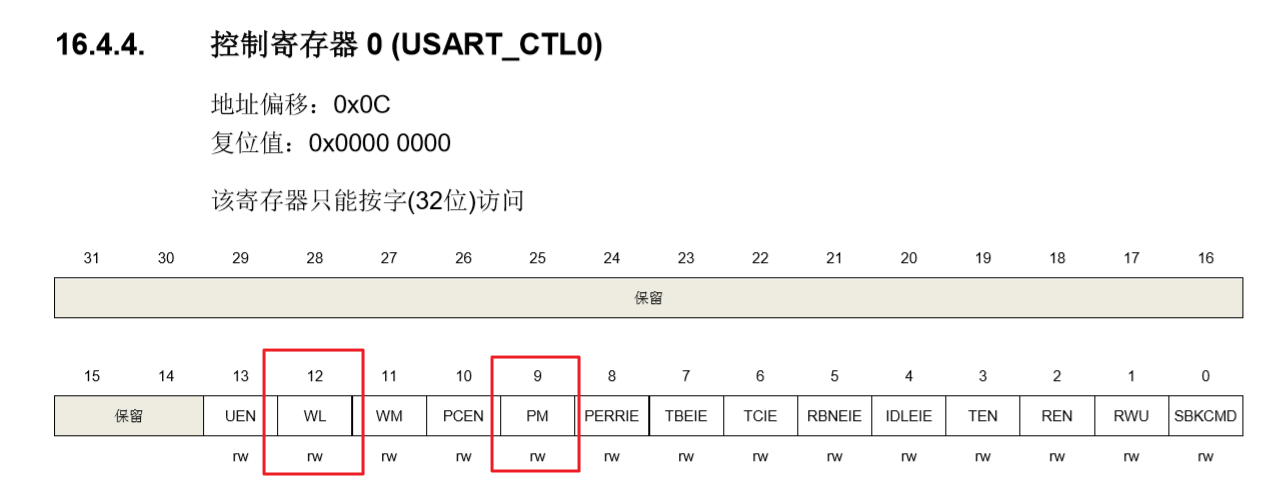 16.4.4. 控制寄存器 0 (USART_CTL0)
地址偏移：0x0C
复位值：0x0000 0000
该寄存器只能按字(32位)访问
31 30 29 28 27 26 25 24 23 22 21 20 19 18 17 16
保留
15 14 13 12 11 10 9 8 7 6 5 4 3 2 1 0
保留 UEN WL WM PCEN PM PERRIE TBEIE TCIE RBNEIE IDLEIE TEN REN RWU SBKCMD
rw rw rw rw rw rw rw rw rw rw rw rw rw rw